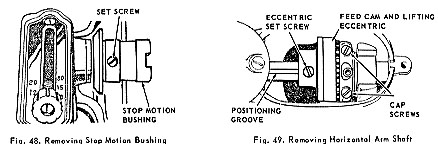 SET SCREW
20
12
30
15
STOP MOTION
BUSHING
Fig. 48. Removing Stop Motion Bushing
ECCENTRIC
SET SCREW
FEED CAM AND LIFTING
ECCENTRIC
POSITIONING
GROOVE
CAP
SCREWS
Fig. 49. Removing Horizontal Arm Shaft